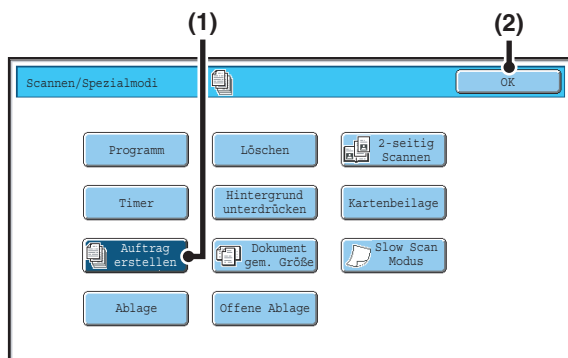 (1)
(2)
Scannen/Spezialmodi
OK
Programm
Löschen
2-seitig
Scannen
Timer
Hintergrund
unterdrücken
Kartenbeilage
Auftrag
erstellen
Dokument
gem. Größe
Slow Scan
Modus
Ablage
Offene Ablage